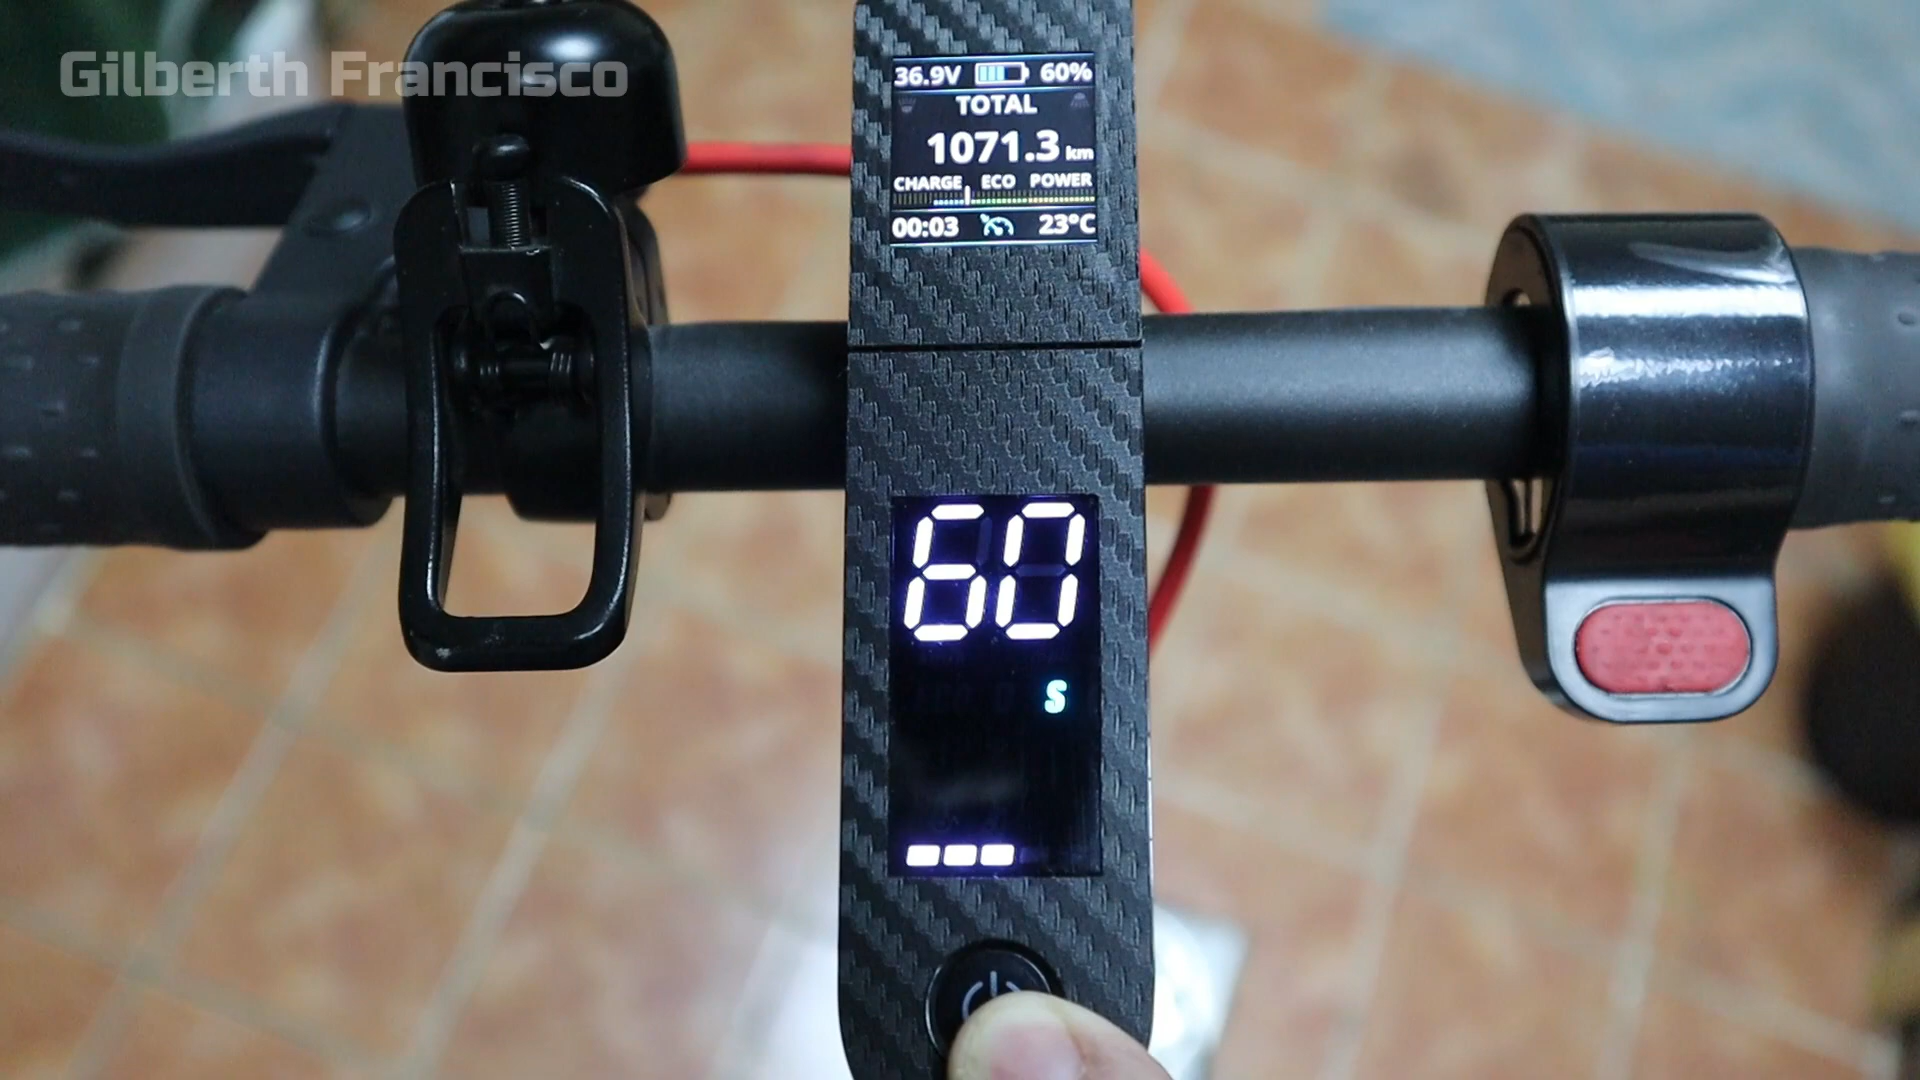 Gilberth Francisco
36.9V 60%
TOTAL
1071.3 km
CHARGE ECO POWER
00:03 23°C
60
S